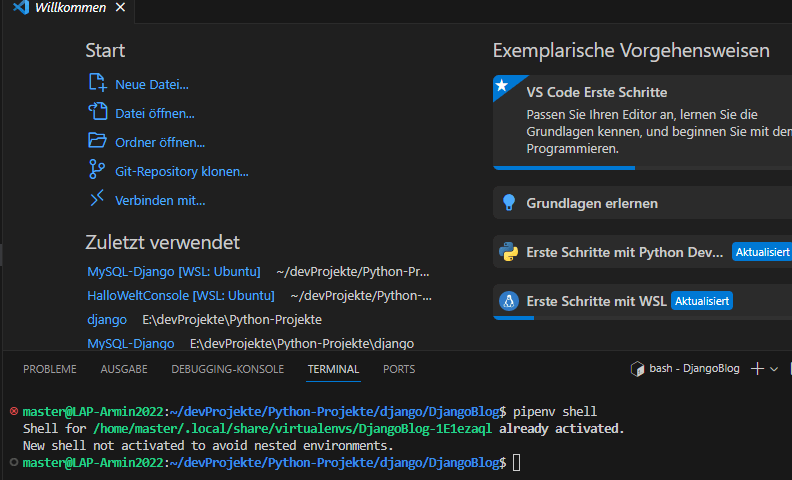 Willkommen
Start
Neue Datei...
Datei öffnen...
Ordner öffnen...
Git-Repository klonen...
Verbinden mit...
Zuletzt verwendet
MySQL-Django [WSL: Ubuntu] ~/devProjekte/Python-Pr...
HalloWeltConsole [WSL: Ubuntu] ~/devProjekte/Python-...
django E:\devProjekte\Python-Projekte
MySQL-Django E:\devProjekte\Python-Projekte\django
Exemplarische Vorgehensweisen
VS Code Erste Schritte
Passen Sie Ihren Editor an, lernen Sie die
Grundlagen kennen, und beginnen Sie mit dem
Programmieren.
Grundlagen erlernen
Erste Schritte mit Python Dev... Aktualisiert
Erste Schritte mit WSL Aktualisiert
PROBLEME AUSGABE DEBUGGING-KONSOLE TERMINAL PORTS bash - DjangoBlog
master@LAP-Armin2022:~/devProjekte/Python-Projekte/django/DjangoBlog$ pipenv shell
Shell for /home/master/.local/share/virtualenvs/DjangoBlog-1E1ezaql already activated.
New shell not activated to avoid nested environments.
master@LAP-Armin2022:~/devProjekte/Python-Projekte/django/DjangoBlog$